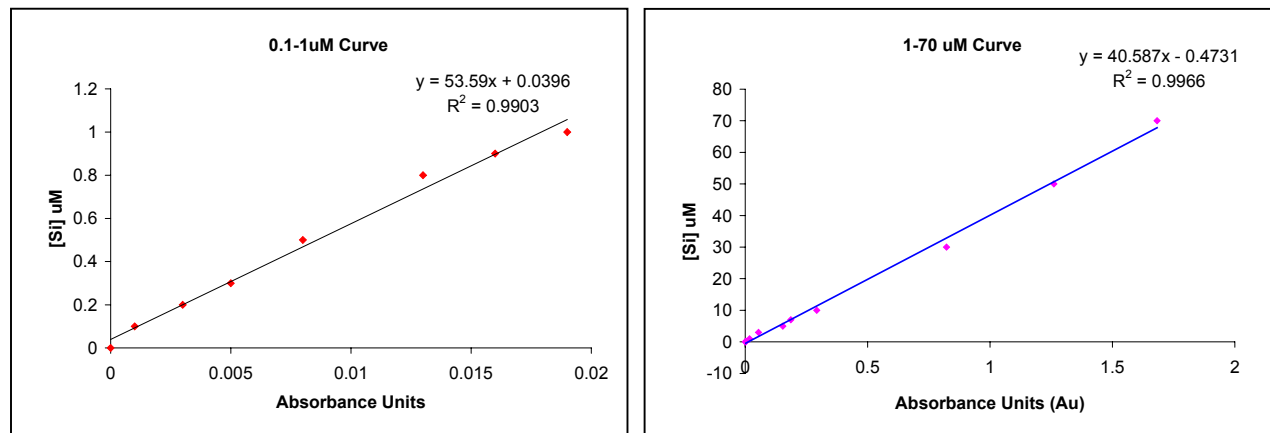 0.1-1uM Curve
y = 53.59x + 0.0396
R² = 0.9903
1.2
1
0.8
0.6
0.4
0.2
0
[Si] uM
0
0.005
0.01
0.015
0.02
Absorbance Units
1-70 uM Curve
y = 40.587x - 0.4731
R² = 0.9966
80
70
60
50
40
30
20
10
0
-10
[Si] uM
0
0.5
1
1.5
2
Absorbance Units (Au)